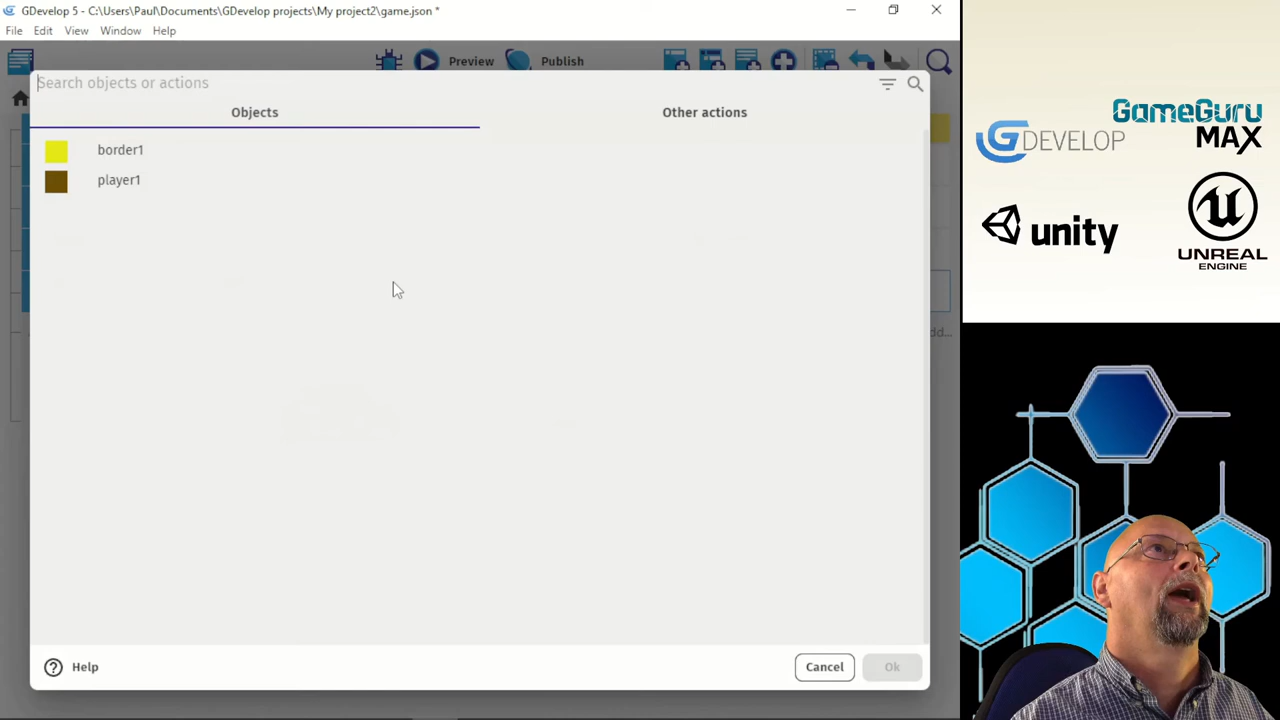 GDevelop 5 - C:\Users\Paul\Documents\GDevelop projects\My project2\game.json *
File Edit View Window Help
Preview Publish
Search objects or actions
Objects Other actions
border1
player1
dd...
Help Cancel Ok
GameGuru
MAX
GDEVELOP
unity
UNREAL
ENGINE